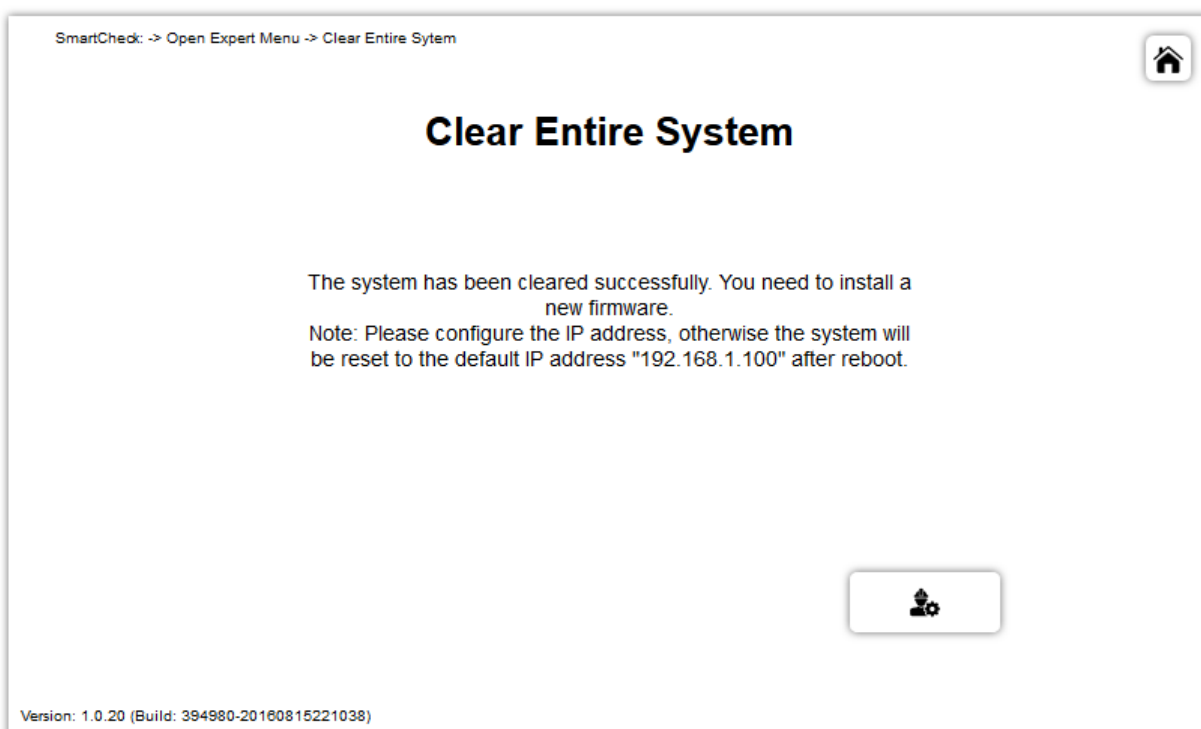 SmartCheck: -> Open Expert Menu -> Clear Entire Sytem
Clear Entire System
The system has been cleared successfully. You need to install a
new firmware.
Note: Please configure the IP address, otherwise the system will
be reset to the default IP address "192.168.1.100" after reboot.
Version: 1.0.20 (Build: 394980-20160815221038)